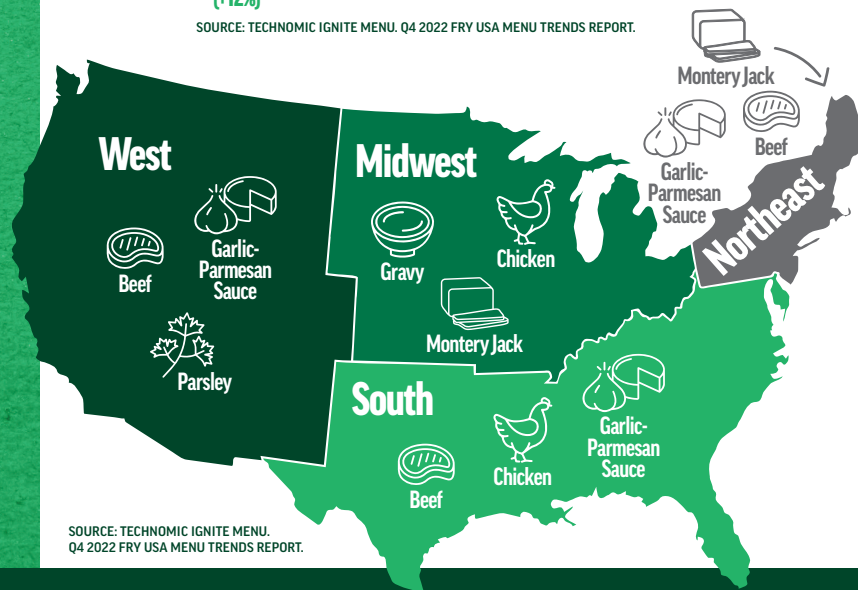 (+12%)
SOURCE: TECHNOMIC IGNITE MENU. Q4 2022 FRY USA MENU TRENDS REPORT.
West
Beef
Garlic-
Parmesan
Sauce
Parsley
Midwest
Gravy
Chicken
Montery Jack
Northeast
Montery Jack
Garlic-
Parmesan
Sauce
Beef
South
Beef
Chicken
Garlic-
Parmesan
Sauce
SOURCE: TECHNOMIC IGNITE MENU.
Q4 2022 FRY USA MENU TRENDS REPORT.